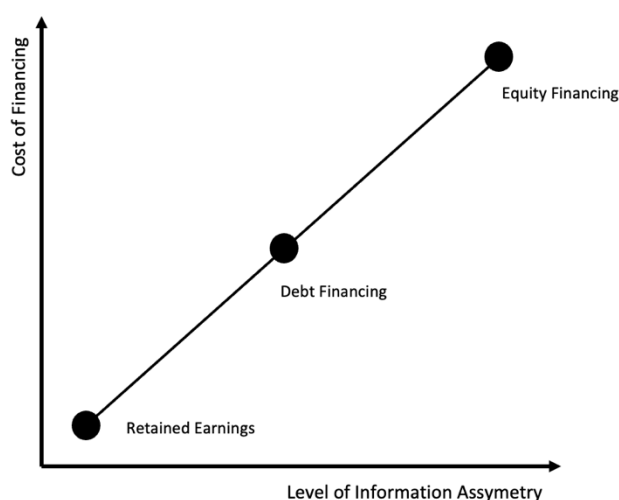 Cost of Financing
Equity Financing
Debt Financing
Retained Earnings
Level of Information Assymetry